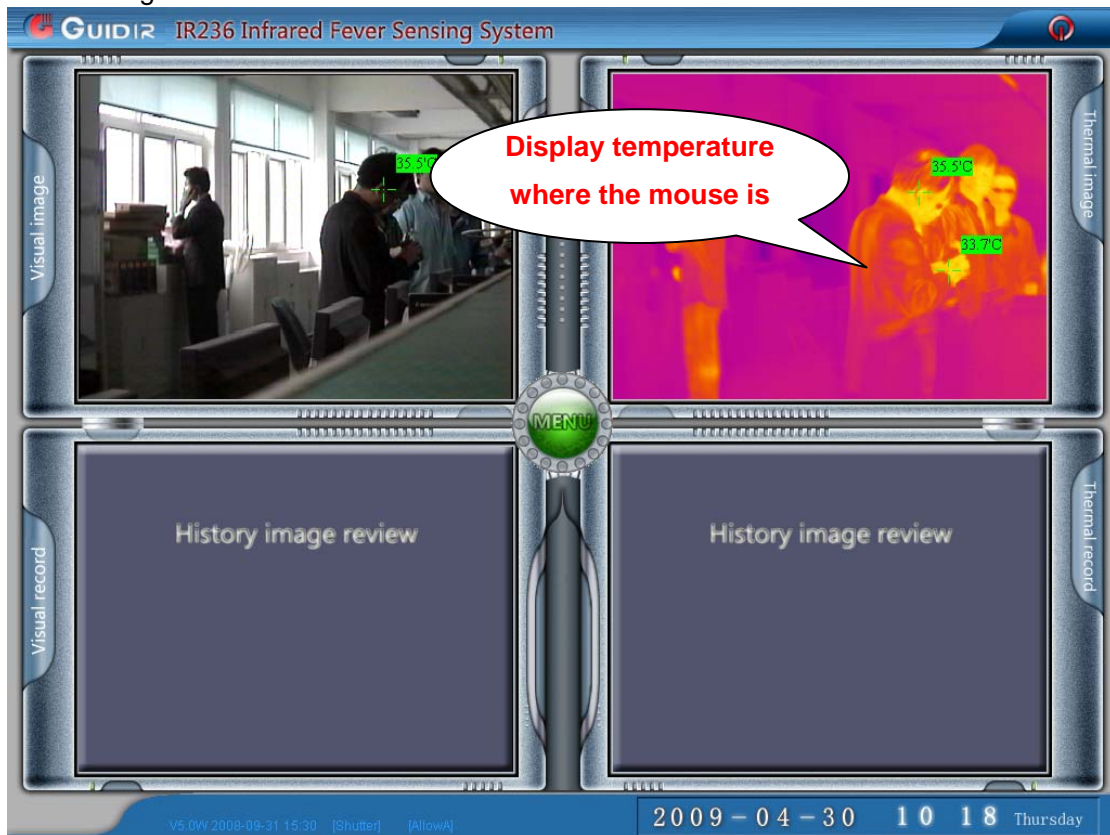 GUIDIR IR236 Infrared Fever Sensing System
Visual image
35.5'C
Display temperature
where the mouse is
35.5'C
33.7'C
Thermal image
MENU
Visual record
History image review
History image review
Thermal record
V5.0W 2008-09-31 15:30 [Shutter] [AllowA]
2009-04-30 10 18 Thursday